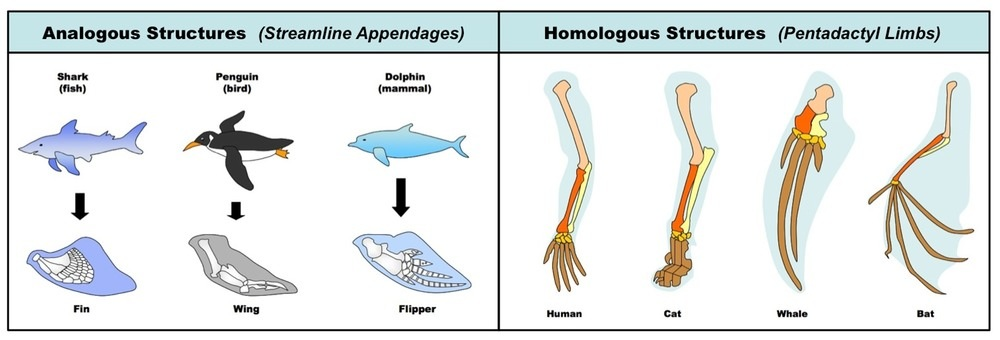 Analogous Structures (Streamline Appendages)
Homologous Structures (Pentadactyl Limbs)
Shark
(fish)
Penguin
(bird)
Dolphin
(mammal)
Fin
Wing
Flipper
Human
Cat
Whale
Bat